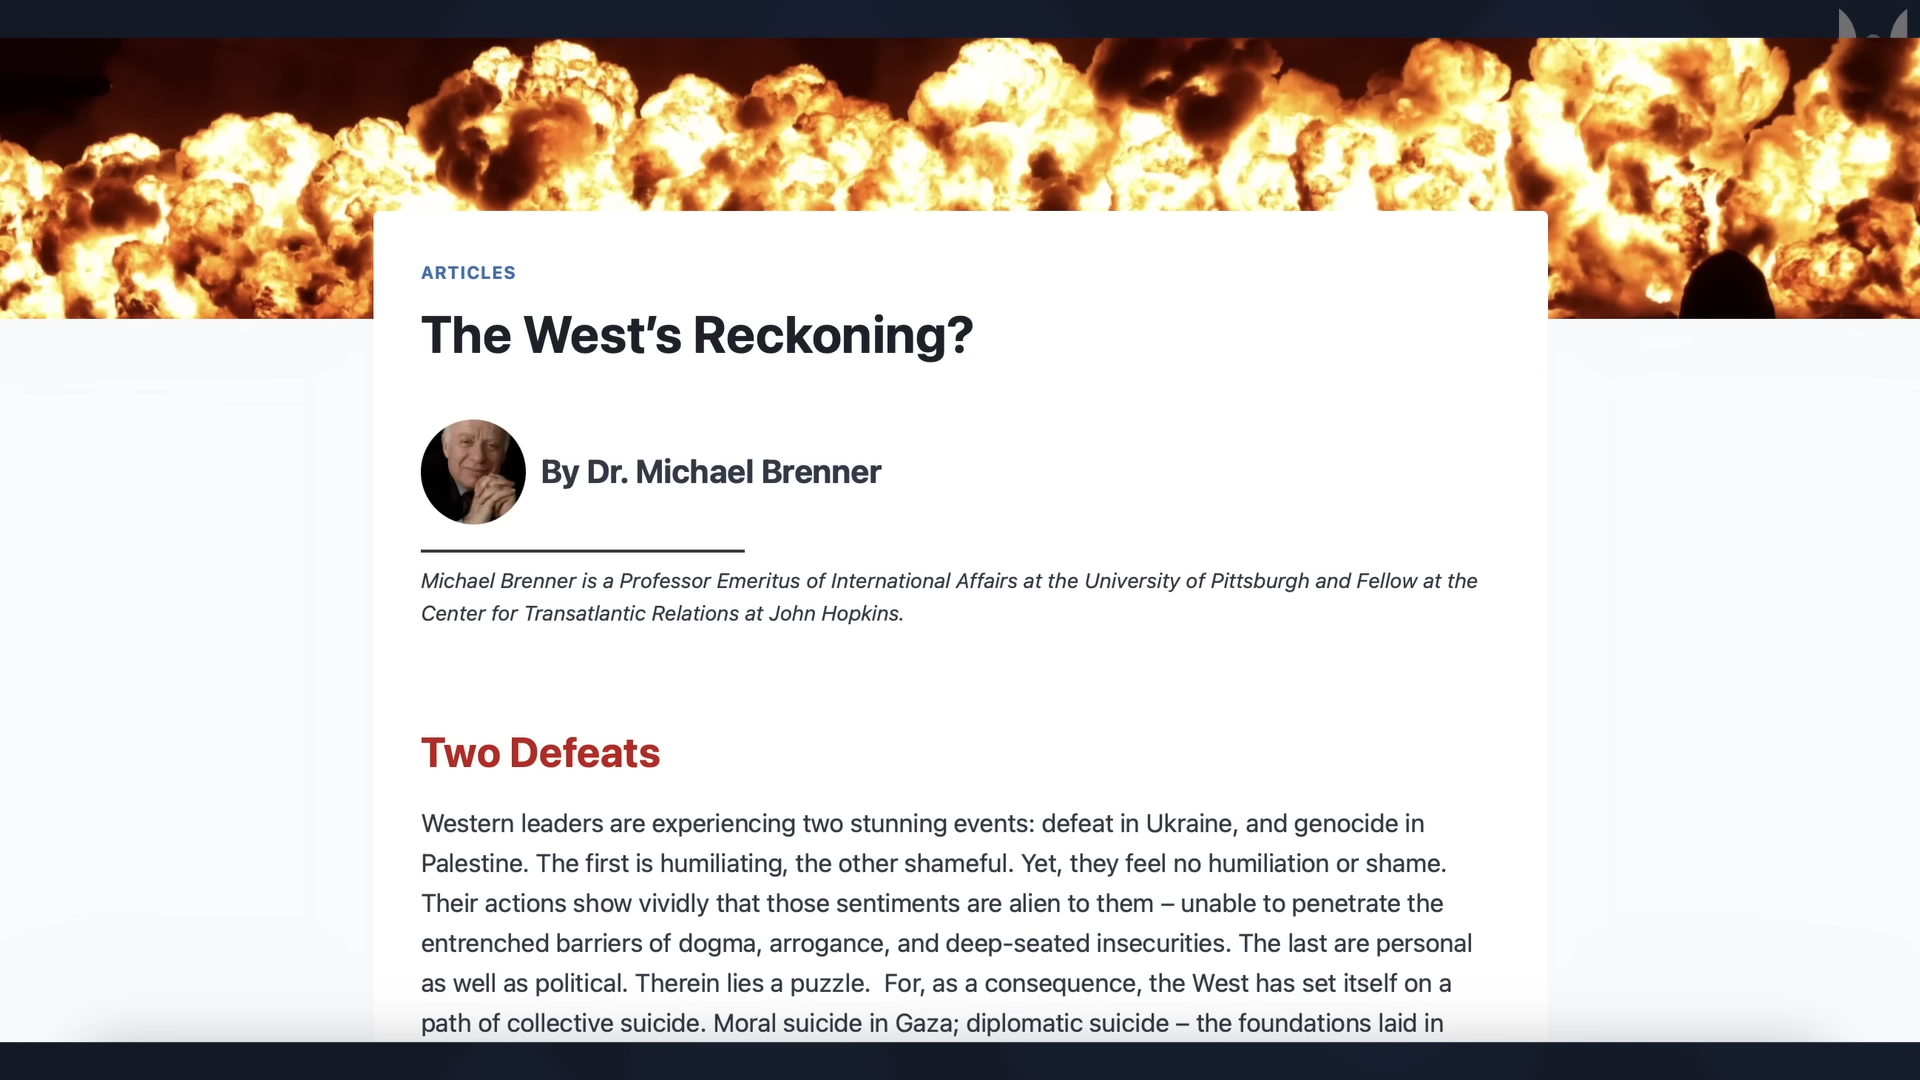 ARTICLES
The West’s Reckoning?
By Dr. Michael Brenner
Michael Brenner is a Professor Emeritus of International Affairs at the University of Pittsburgh and Fellow at the
Center for Transatlantic Relations at John Hopkins.
Two Defeats
Western leaders are experiencing two stunning events: defeat in Ukraine, and genocide in
Palestine. The first is humiliating, the other shameful. Yet, they feel no humiliation or shame.
Their actions show vividly that those sentiments are alien to them – unable to penetrate the
entrenched barriers of dogma, arrogance, and deep-seated insecurities. The last are personal
as well as political. Therein lies a puzzle.  For, as a consequence, the West has set itself on a
path of collective suicide. Moral suicide in Gaza; diplomatic suicide – the foundations laid in